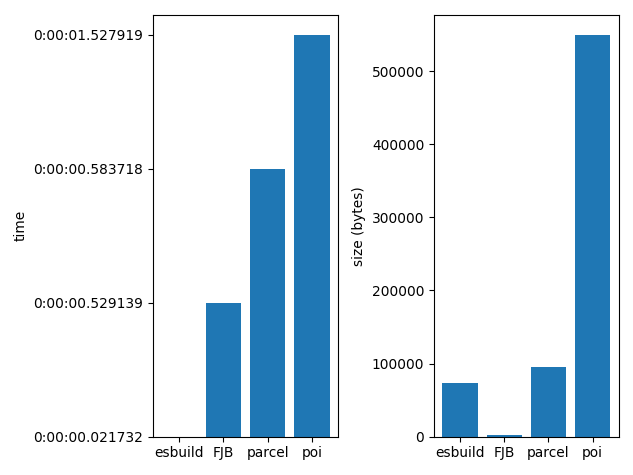 time
0:00:01.527919
0:00:00.583718
0:00:00.529139
0:00:00.021732
esbuild FJB parcel poi
size (bytes)
500000
400000
300000
200000
100000
0
esbuild FJB parcel poi